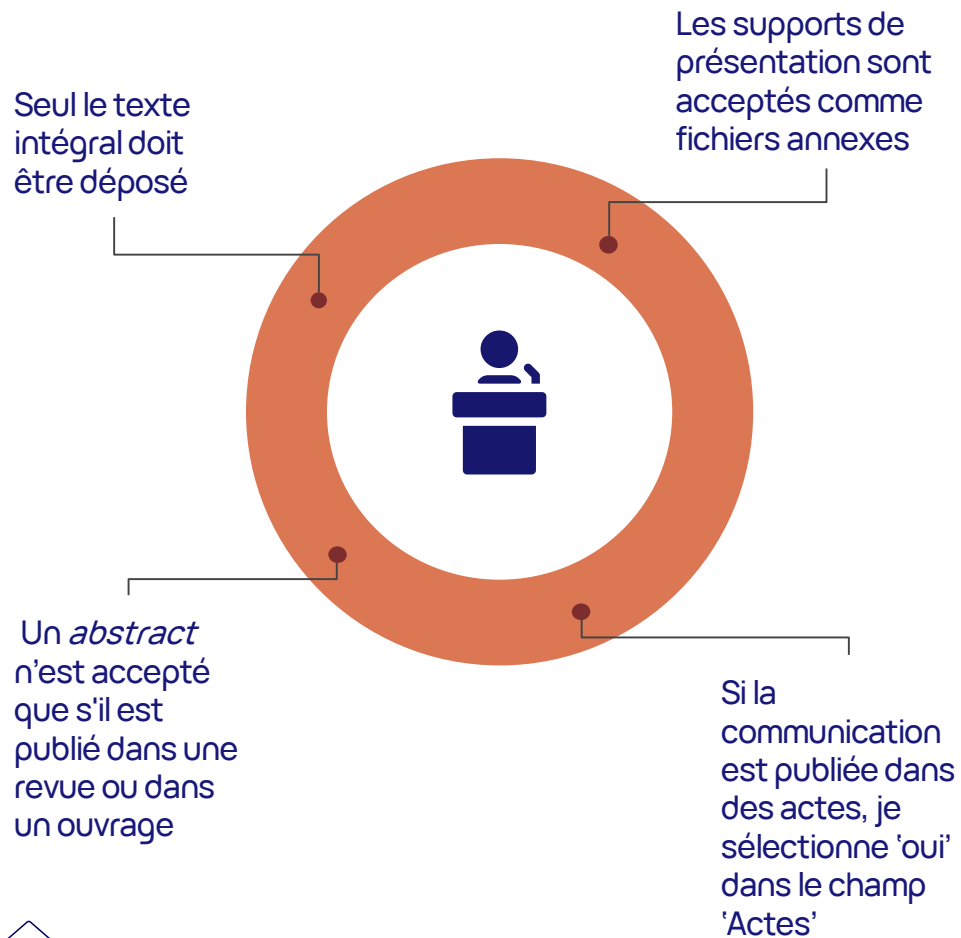 Seul le texte
intégral doit
être déposé
Les supports de
présentation sont
acceptés comme
fichiers annexes
Un abstract
n’est accepté
que s'il est
publié dans une
revue ou dans
un ouvrage
Si la
communication
est publiée dans
des actes, je
sélectionne ‘oui’
dans le champ
‘Actes’